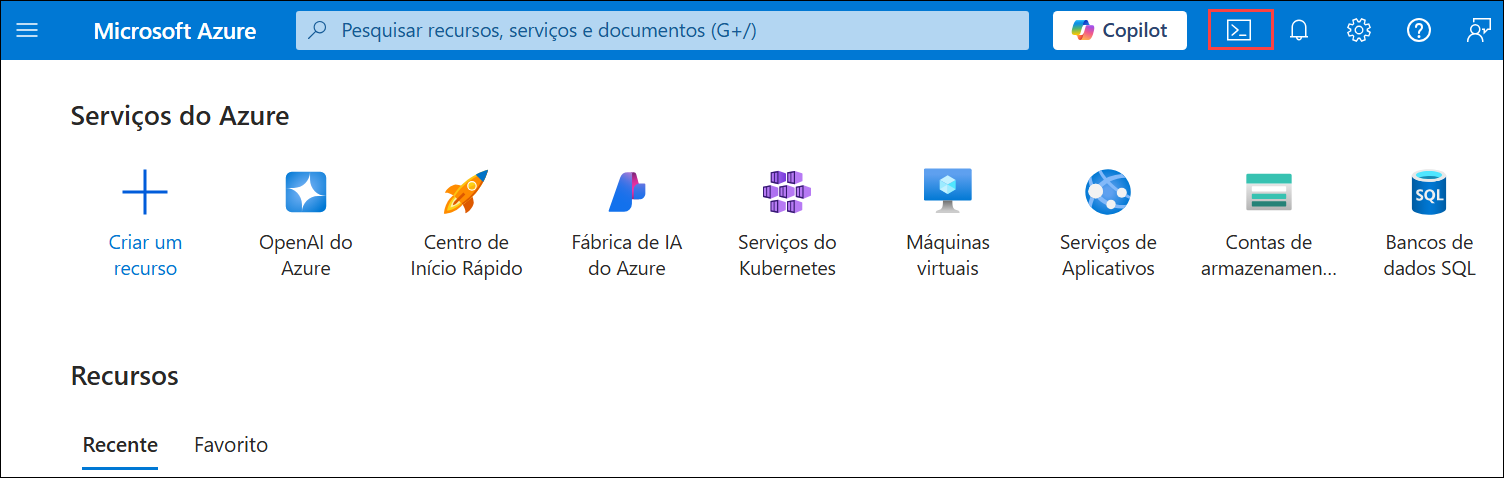 Microsoft Azure
Pesquisar recursos, serviços e documentos (G+/)
Copilot
Serviços do Azure
Criar um
recurso
OpenAI do
Azure
Centro de
Início Rápido
Fábrica de IA
do Azure
Serviços do
Kubernetes
Máquinas
virtuais
Serviços de
Aplicativos
Contas de
armazenamen...
SQL
Bancos de
dados SQL
Recursos
Recente
Favorito